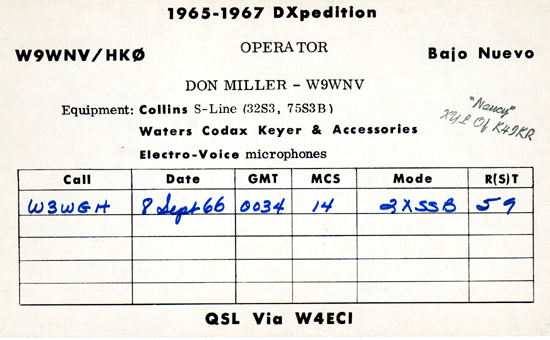 1965-1967 DXpedition
W9WNV/HKØ OPERATOR Bajo Nuevo
DON MILLER - W9WNV
"Nancy"
XYL Of K4IKR
Equipment: Collins S-Line (32S3, 75S3B)
Waters Codax Keyer & Accessories
Electro-Voice microphones
Call Date GMT MCS Mode R(S)T
W3WGH 8 Sept 66 0034 14 2XSSB 59
QSL Via W4ECI